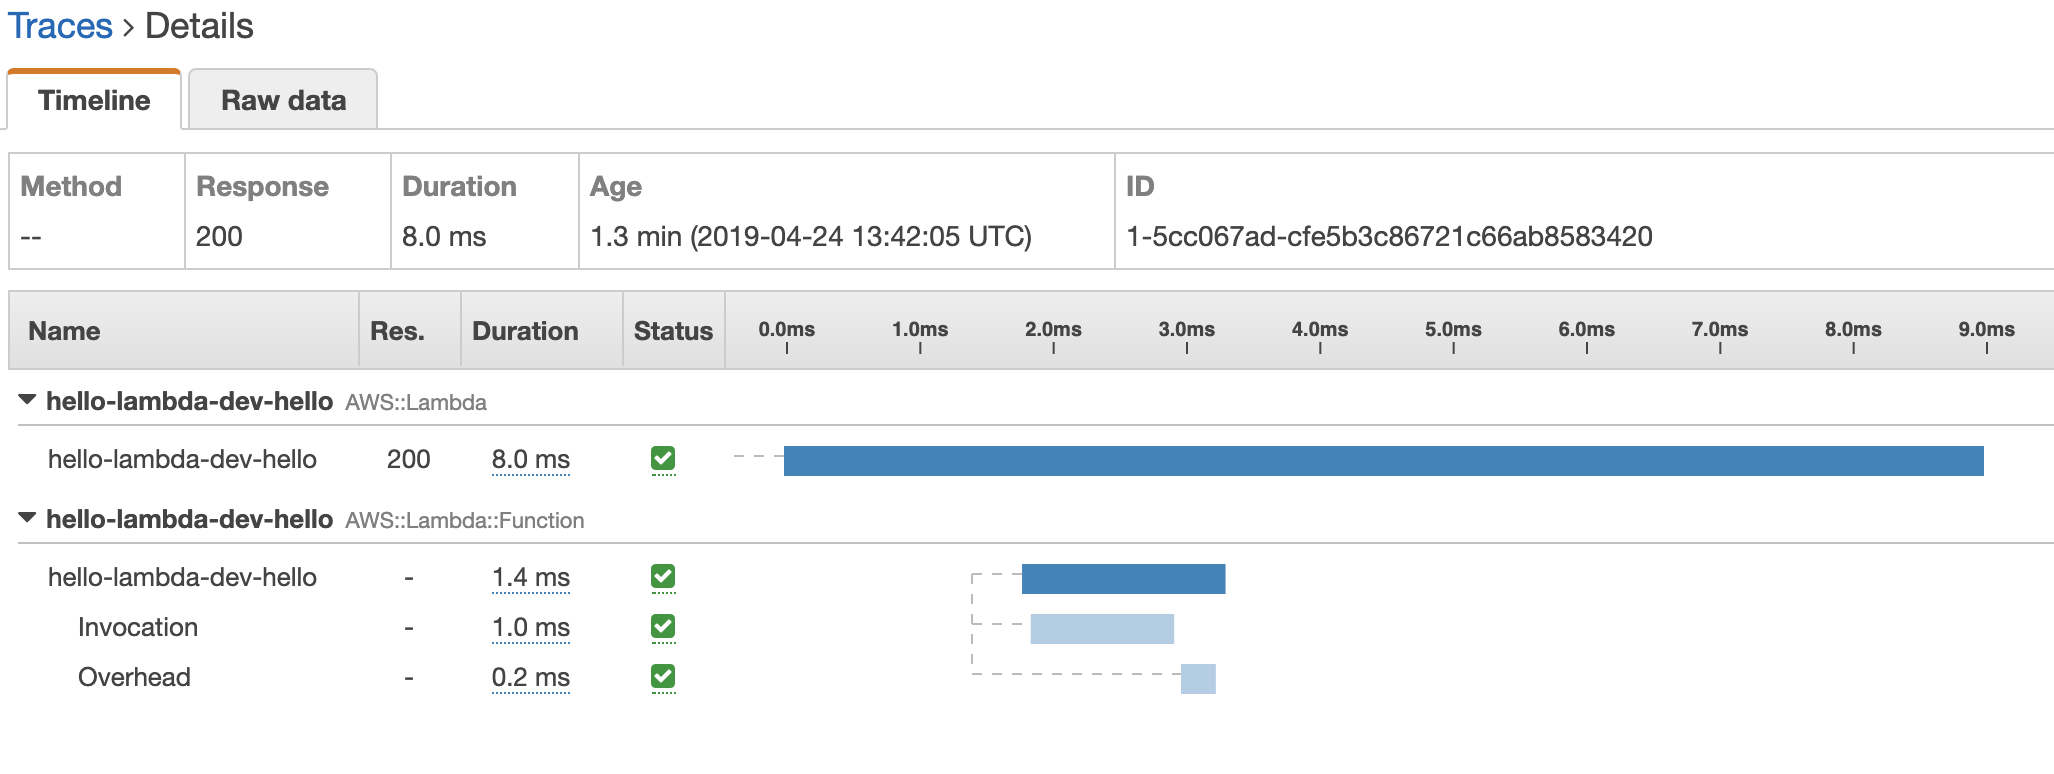 Traces > Details
Timeline Raw data
Method Response Duration Age ID
-- 200 8.0 ms 1.3 min (2019-04-24 13:42:05 UTC) 1-5cc067ad-cfe5b3c86721c66ab8583420
Name Res. Duration Status 0.0ms 1.0ms 2.0ms 3.0ms 4.0ms 5.0ms 6.0ms 7.0ms 8.0ms 9.0ms
hello-lambda-dev-hello AWS::Lambda
hello-lambda-dev-hello 200 8.0 ms
hello-lambda-dev-hello AWS::Lambda::Function
hello-lambda-dev-hello - 1.4 ms
Invocation - 1.0 ms
Overhead - 0.2 ms